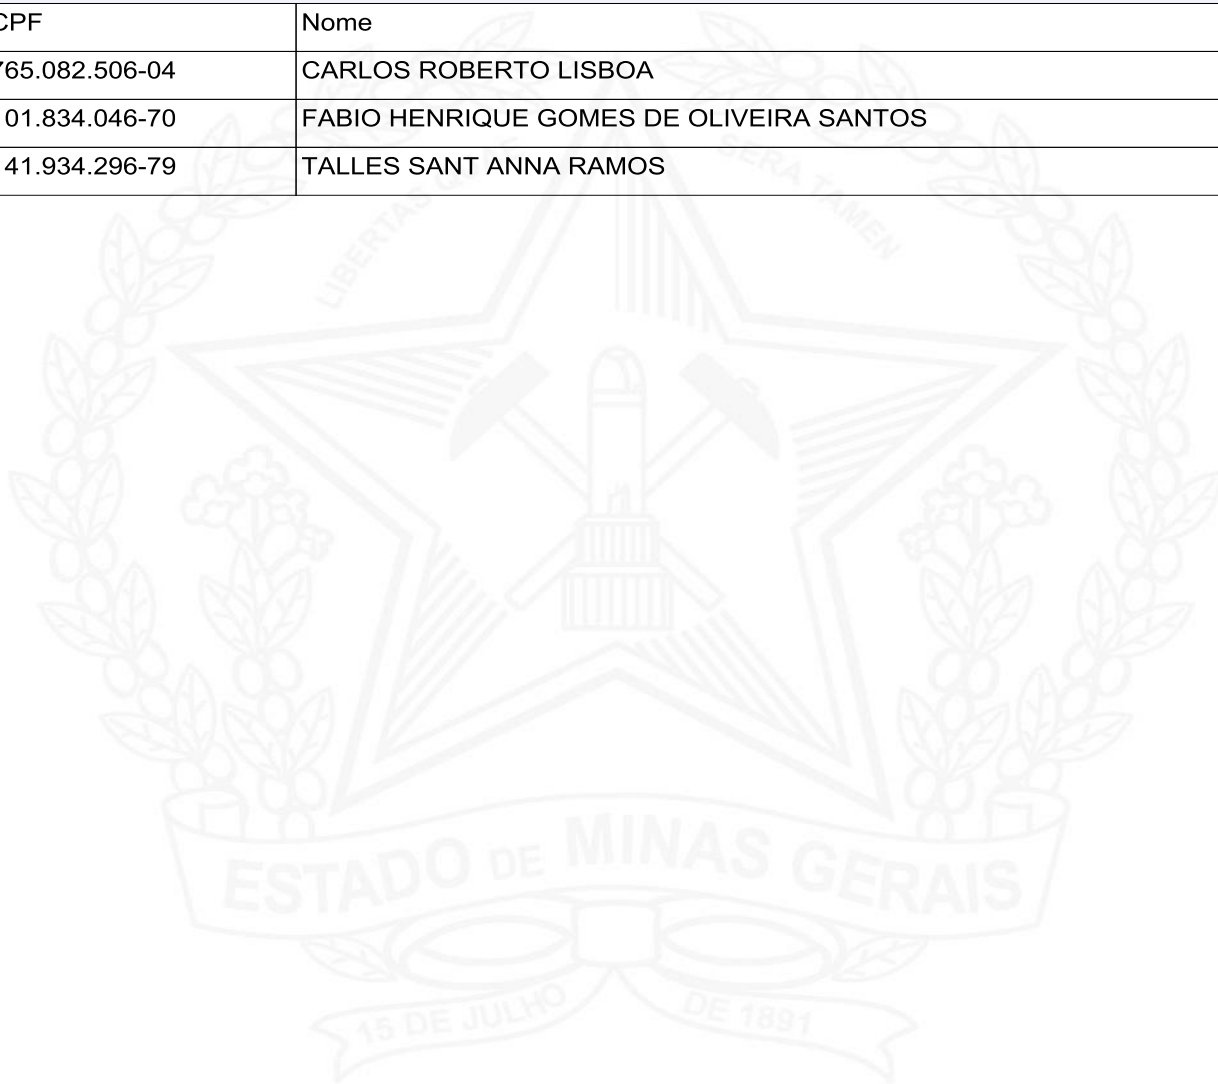 CPF Nome
765.082.506-04 CARLOS ROBERTO LISBOA
01.834.046-70 FABIO HENRIQUE GOMES DE OLIVEIRA SANTOS
41.934.296-79 TALLES SANT ANNA RAMOS
LIBERTAS QUAE SERA TAMEN
ESTADO DE MINAS GERAIS
15 DE JULHO DE 1891